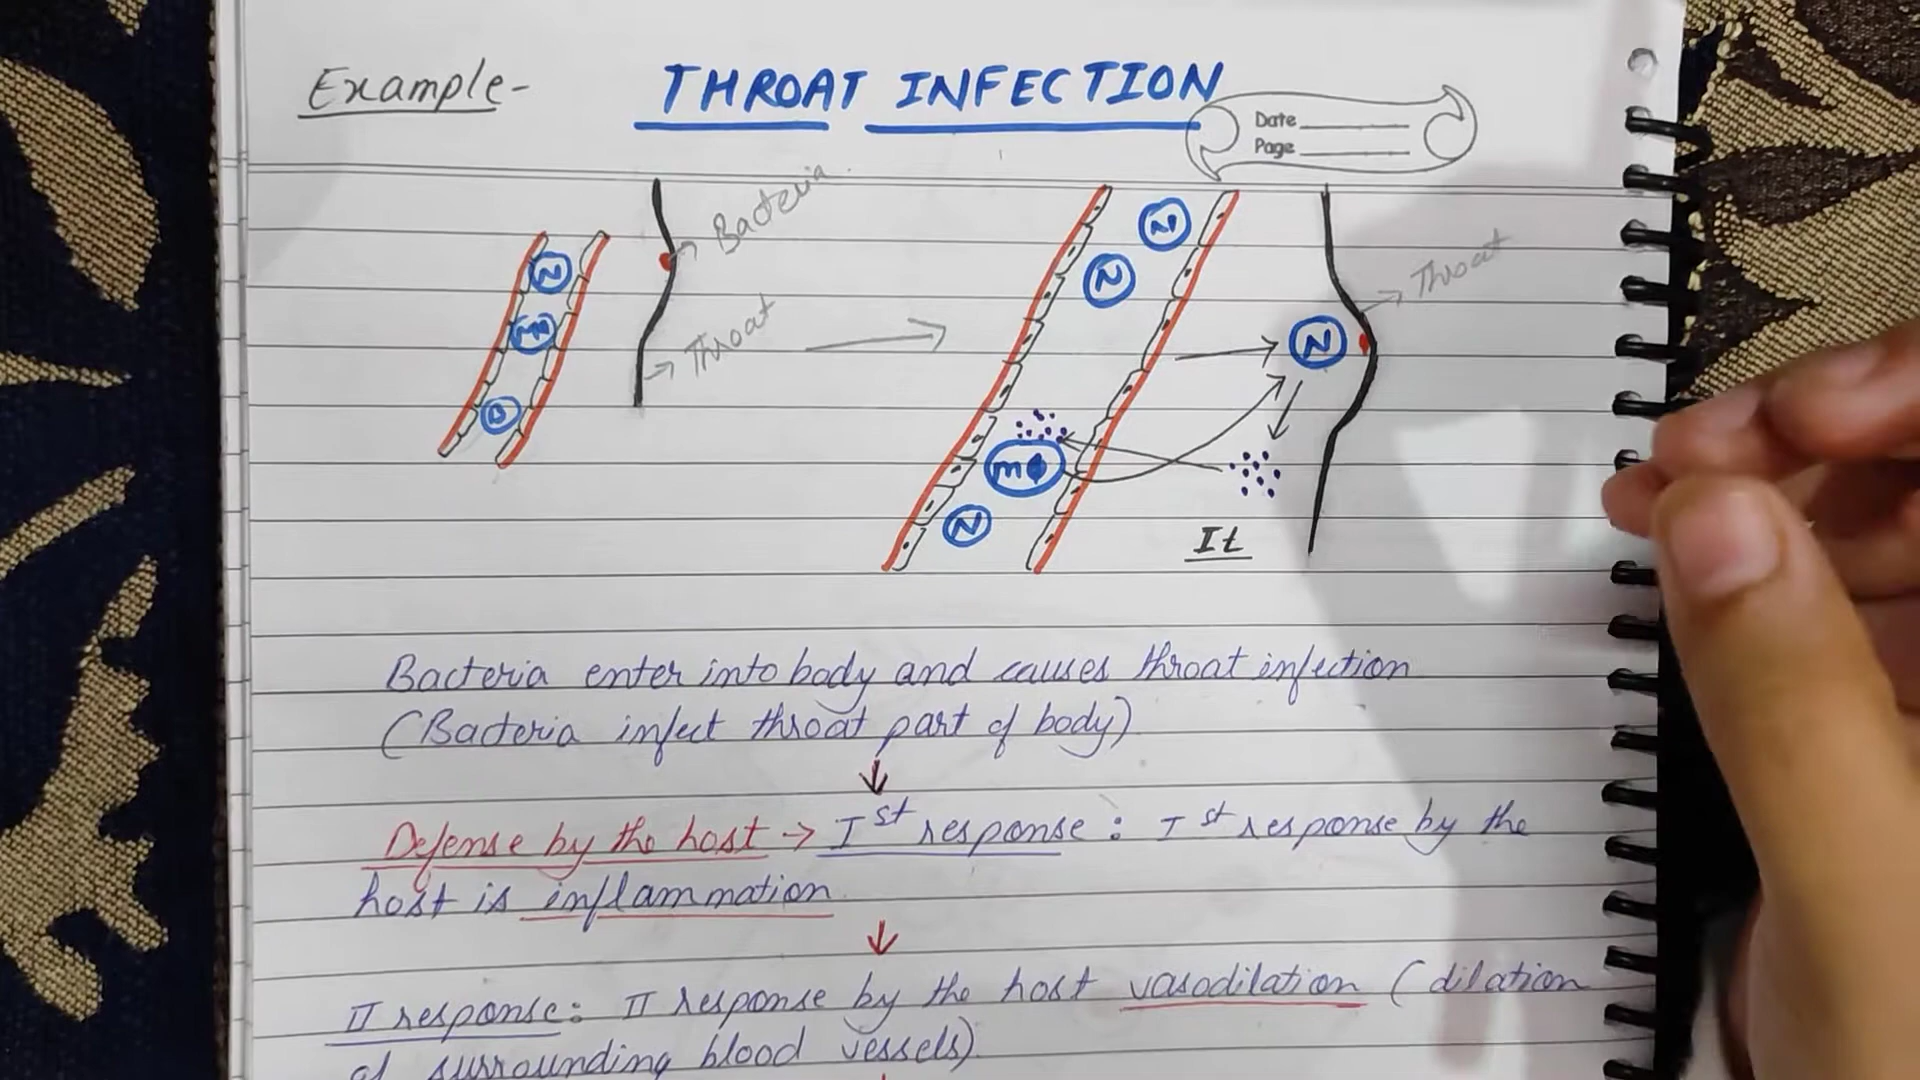 Example-
THROAT INFECTION
Date
Page
Bacteria
N
N
N
Throat
N
Throat
B
mϕ
N
It
Bacteria enter into body and causes throat infection
(Bacteria infect throat part of body)
↓
Defense by the host → Ist response : Ist response by the
host is inflammation
↓
II response: II response by the host vasodilation (dilation
of surrounding blood vessels).